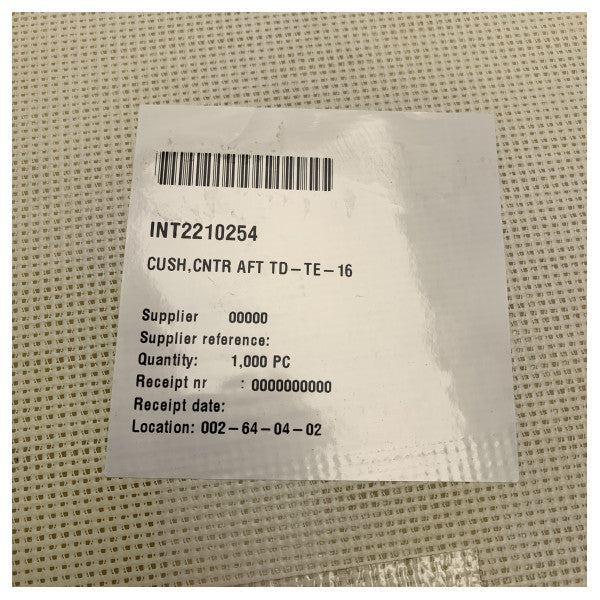 INT2210254
CUSH,CNTR AFT TD-TE-16
Supplier 00000
Supplier reference:
Quantity: 1,000 PC
Receipt nr : 0000000000
Receipt date:
Location: 002-64-04-02